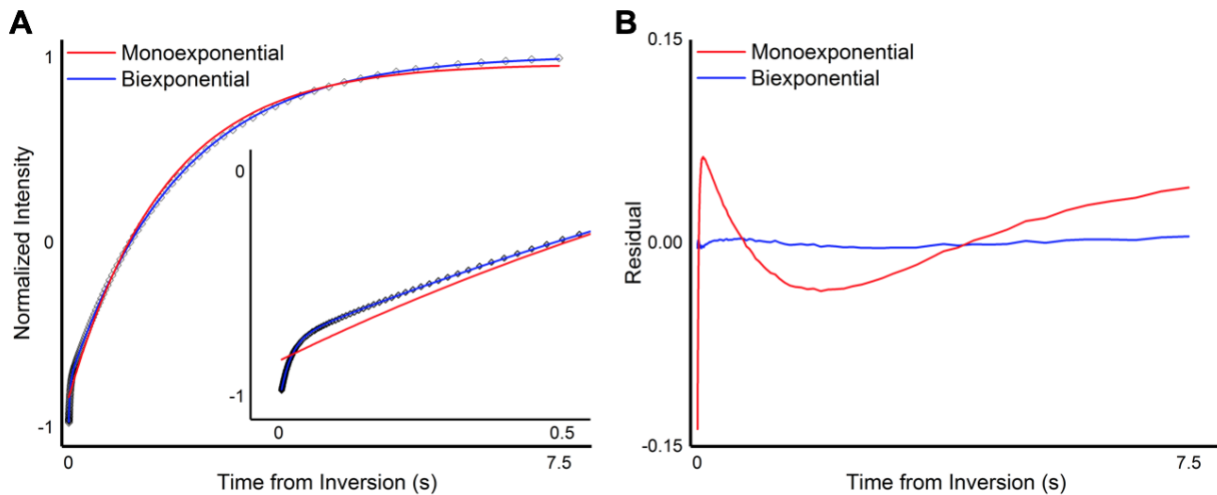 A
Monoexponential
Biexponential
1
0
-1
Normalized Intensity
0
-1
0
0.5
0
7.5
Time from Inversion (s)
B
0.15
Monoexponential
Biexponential
0.00
Residual
-0.15
0
7.5
Time from Inversion (s)